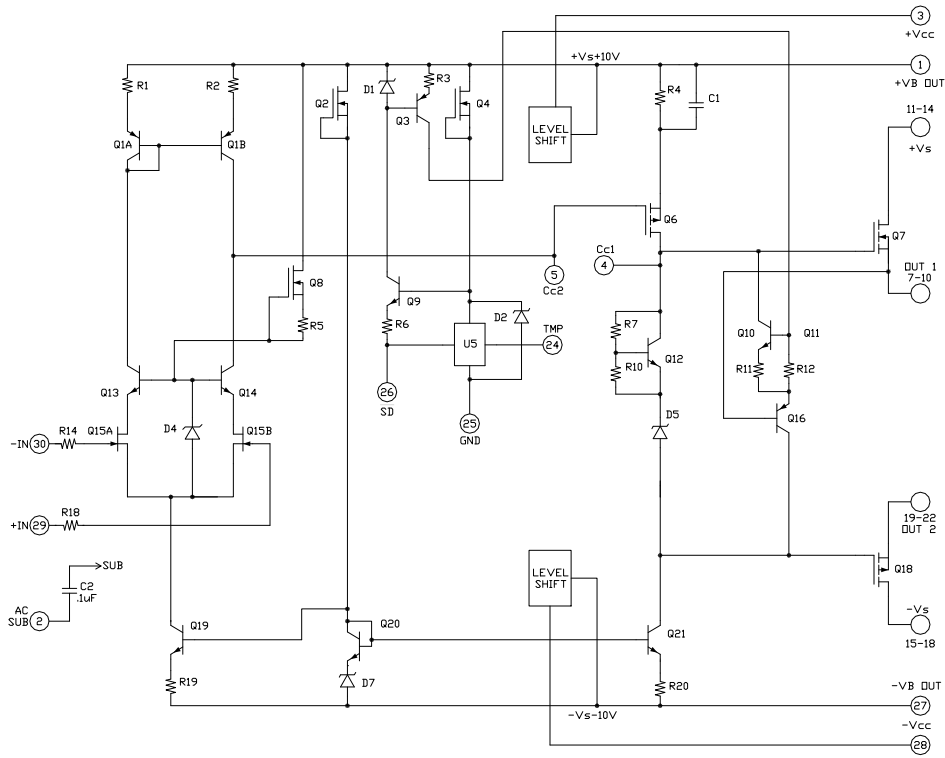 3
+Vcc
+Vs+10V
1
+VB OUT
R1
R2
Q2
D1
R3
Q3
Q4
LEVEL
SHIFT
R4
C1
11-14
+Vs
Q1A
Q1B
Q6
Q7
Cc1
4
5
Cc2
OUT 1
7-10
Q8
R5
Q9
R6
D2
U5
TMP
24
R7
R10
Q12
Q10
Q11
R11
R12
Q13
Q14
26
SD
25
GND
D5
Q16
-IN
30
R14
Q15A
D4
Q15B
+IN
29
R18
19-22
OUT 2
SUB
C2
.1uF
AC
SUB
2
LEVEL
SHIFT
Q18
-Vs
15-18
Q19
Q20
Q21
R19
D7
R20
-VB OUT
27
-Vs-10V
-Vcc
28